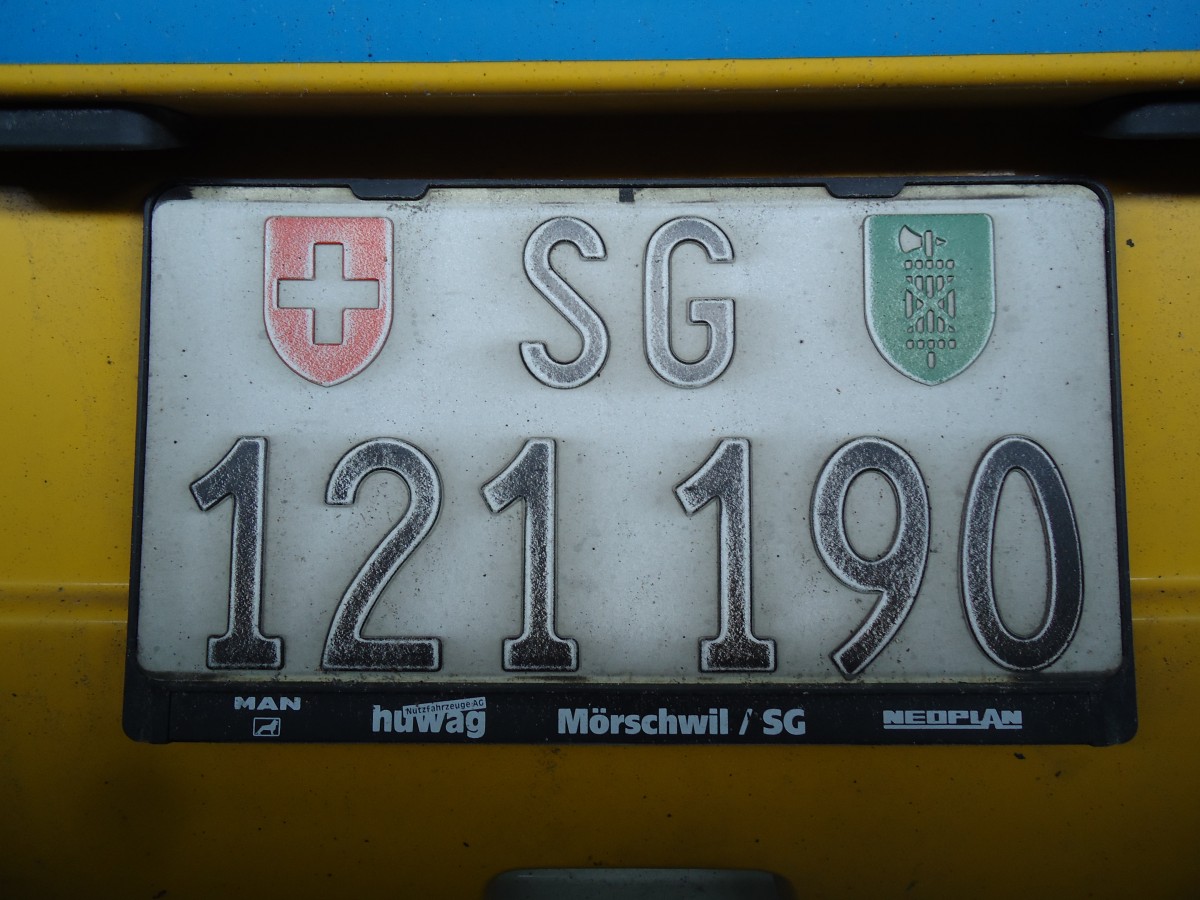 SG
121 190
MAN huwag Nutzfahrzeuge-AG Mörschwil / SG NEOPLAN